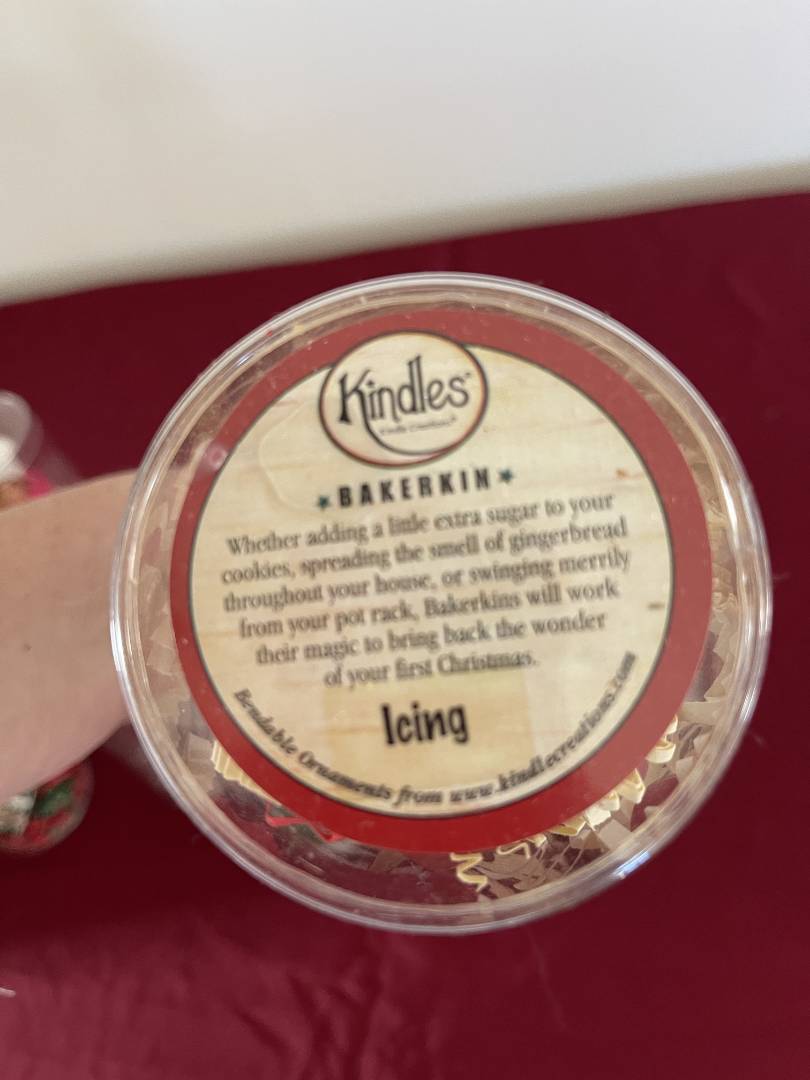 Kindles™
BAKERKIN
Whether adding a little extra sugar to your
cookies, spreading the smell of gingerbread
throughout your house, or swinging merrily
from your pot rack, Bakerkins will work
their magic to bring back the wonder
of your first Christmas.
Icing
Bendable Ornaments from www.kindlecreations.com